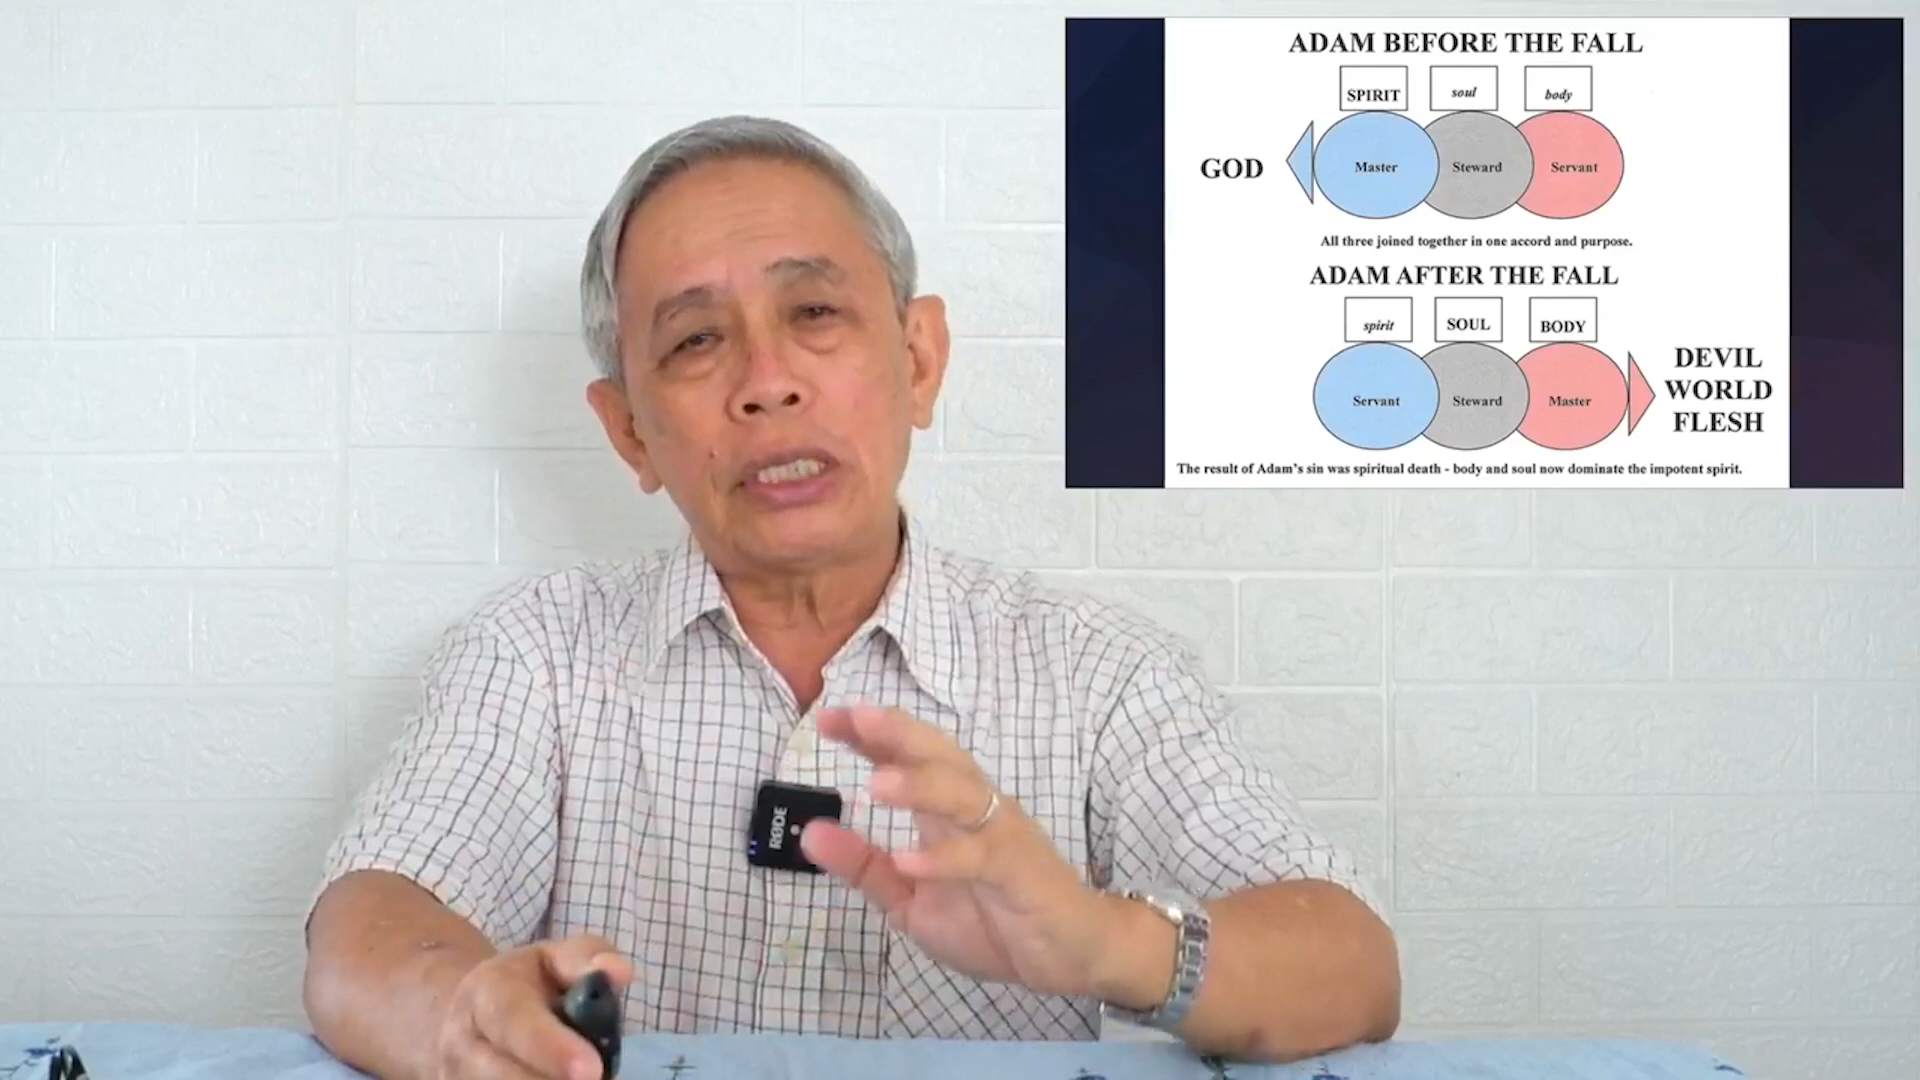 ADAM BEFORE THE FALL
SPIRIT
soul
body
GOD
Master
Steward
Servant
All three joined together in one accord and purpose.
ADAM AFTER THE FALL
spirit
SOUL
BODY
Servant
Steward
Master
DEVIL
WORLD
FLESH
The result of Adam's sin was spiritual death - body and soul now dominate the impotent spirit.
RØDE